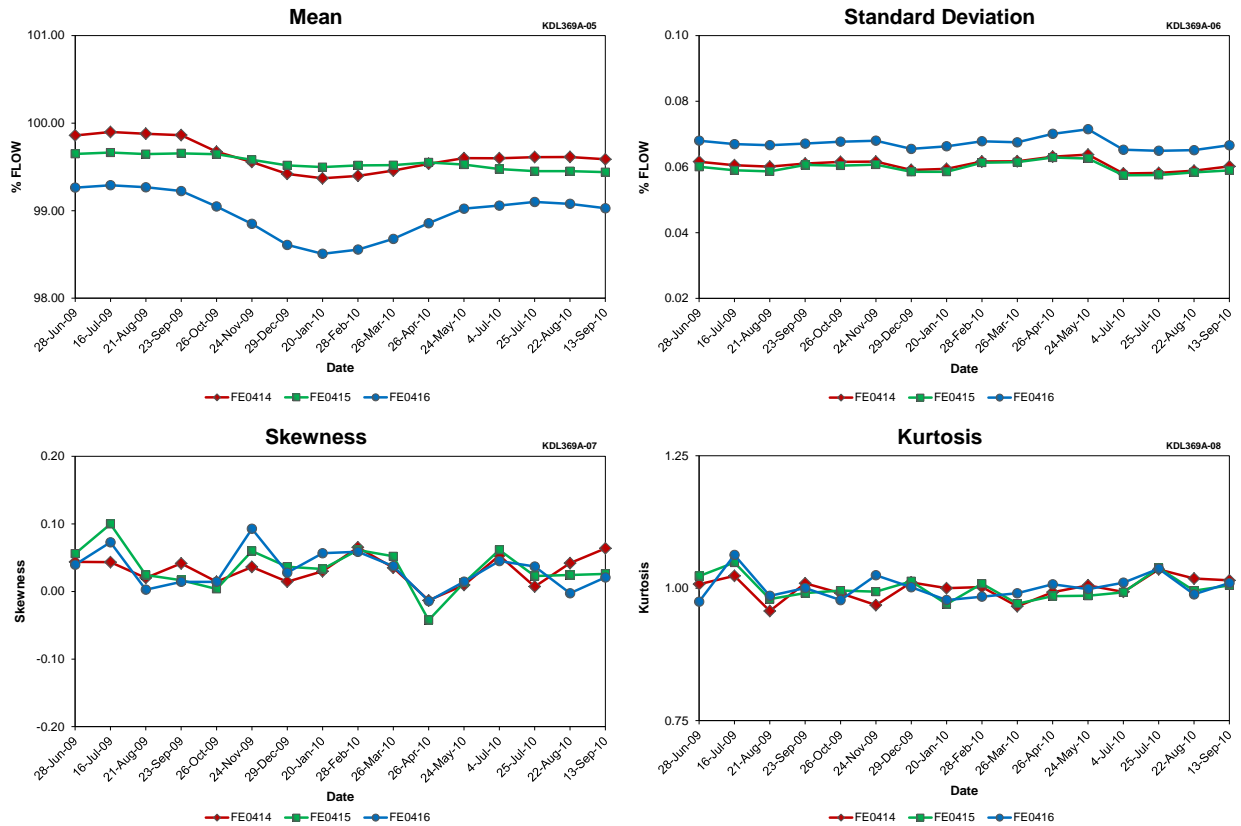 Mean
KDL369A-05
101.00
100.00
99.00
98.00
% FLOW
28-Jun-09
16-Jul-09
21-Aug-09
23-Sep-09
26-Oct-09
24-Nov-09
29-Dec-09
20-Jan-10
28-Feb-10
26-Mar-10
26-Apr-10
24-May-10
4-Jul-10
25-Jul-10
22-Aug-10
13-Sep-10
Date
FE0414 FE0415 FE0416
Standard Deviation
KDL369A-06
0.10
0.08
0.06
0.04
0.02
% FLOW
28-Jun-09
16-Jul-09
21-Aug-09
23-Sep-09
26-Oct-09
24-Nov-09
29-Dec-09
20-Jan-10
28-Feb-10
26-Mar-10
26-Apr-10
24-May-10
4-Jul-10
25-Jul-10
22-Aug-10
13-Sep-10
Date
FE0414 FE0415 FE0416
Skewness
KDL369A-07
0.20
0.10
0.00
-0.10
-0.20
Skewness
28-Jun-09
16-Jul-09
21-Aug-09
23-Sep-09
26-Oct-09
24-Nov-09
29-Dec-09
20-Jan-10
28-Feb-10
26-Mar-10
26-Apr-10
24-May-10
4-Jul-10
25-Jul-10
22-Aug-10
13-Sep-10
Date
FE0414 FE0415 FE0416
Kurtosis
KDL369A-08
1.25
1.00
0.75
Kurtosis
28-Jun-09
16-Jul-09
21-Aug-09
23-Sep-09
26-Oct-09
24-Nov-09
29-Dec-09
20-Jan-10
28-Feb-10
26-Mar-10
26-Apr-10
24-May-10
4-Jul-10
25-Jul-10
22-Aug-10
13-Sep-10
Date
FE0414 FE0415 FE0416